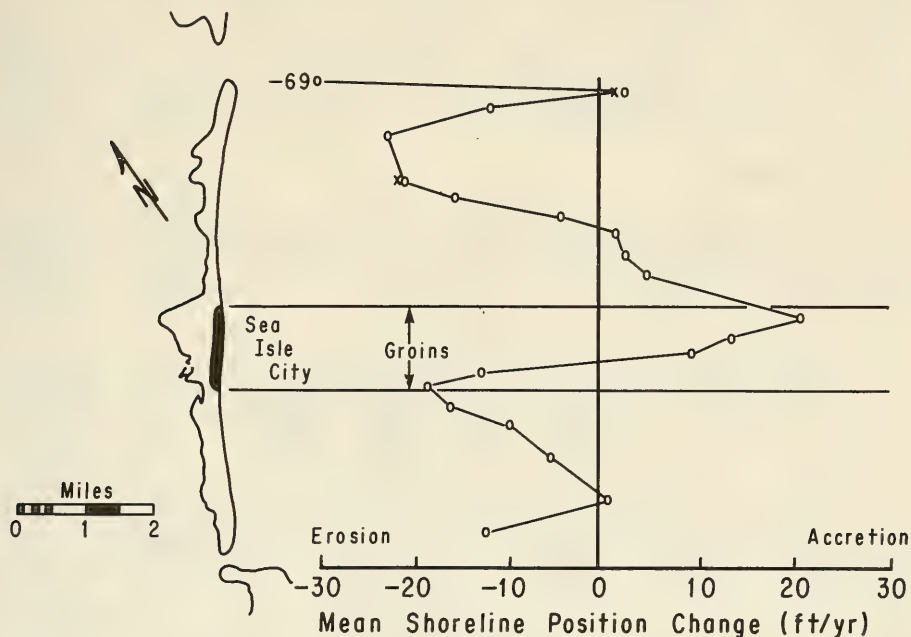 -69
Sea
Isle
City
Groins
Miles
0 1 2
Erosion
Accretion
-30 -20 -10 0 10 20 30
Mean Shoreline Position Change (ft/yr)